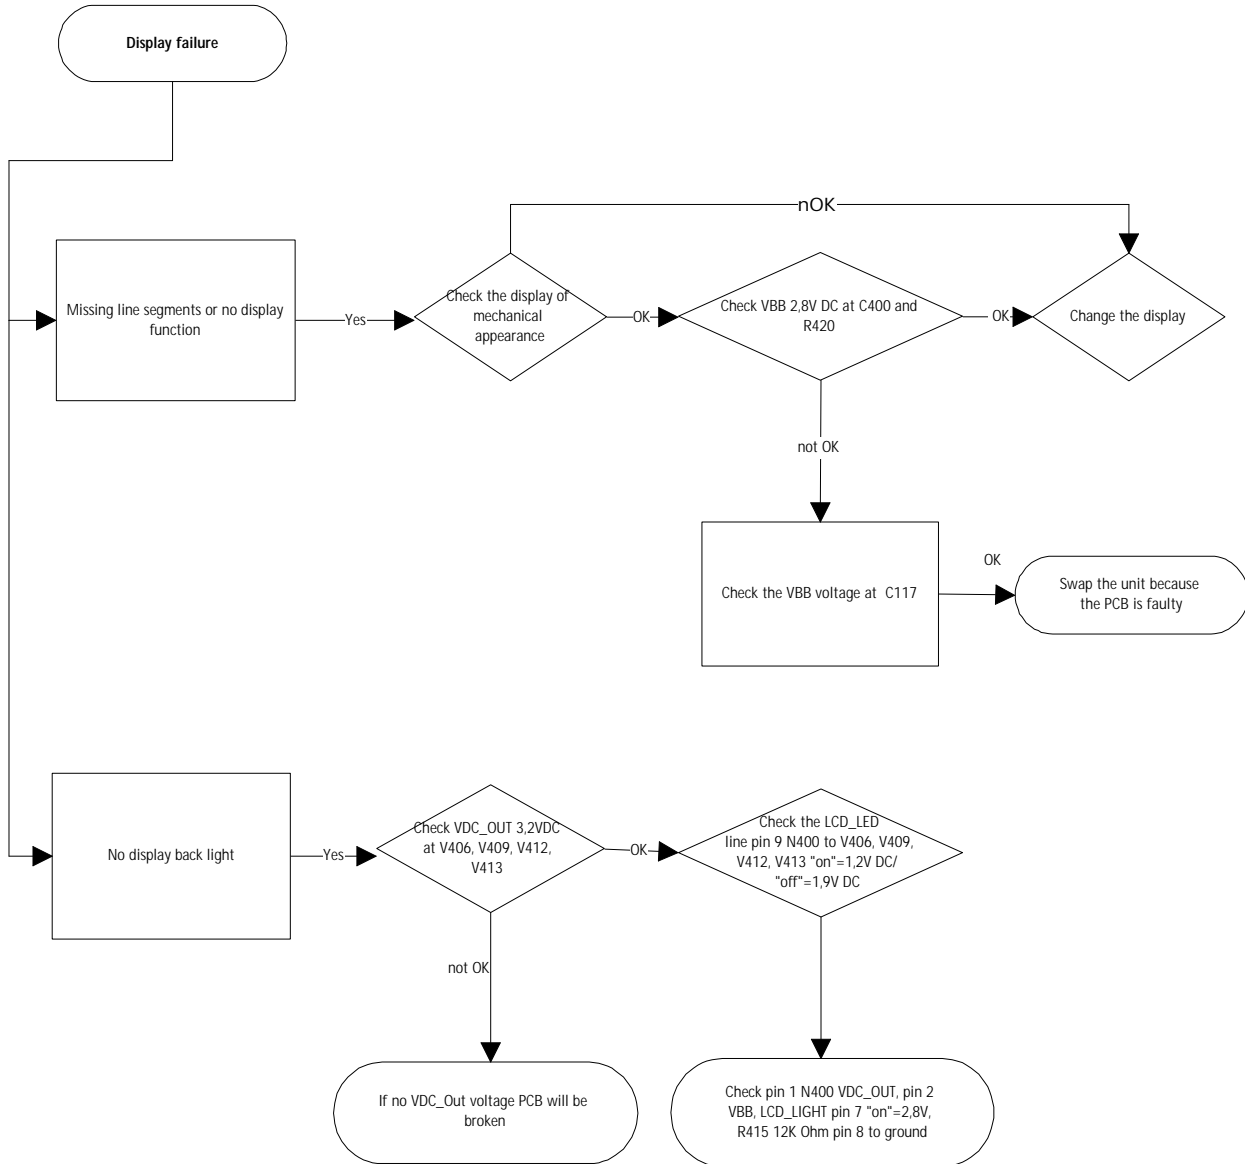 Display failure
nOK
Missing line segments or no display
function
Yes
Check the display of
mechanical
appearance
OK
Check VBB 2,8V DC at C400 and
R420
OK
Change the display
not OK
Check the VBB voltage at C117
OK
Swap the unit because
the PCB is faulty
No display back light
Yes
Check VDC_OUT 3,2VDC
at V406, V409, V412,
V413
OK
Check the LCD_LED
line pin 9 N400 to V406, V409,
V412, V413 "on"=1,2V DC/
"off"=1,9V DC
not OK
If no VDC_Out voltage PCB will be
broken
Check pin 1 N400 VDC_OUT, pin 2
VBB, LCD_LIGHT pin 7 "on"=2,8V,
R415 12K Ohm pin 8 to ground